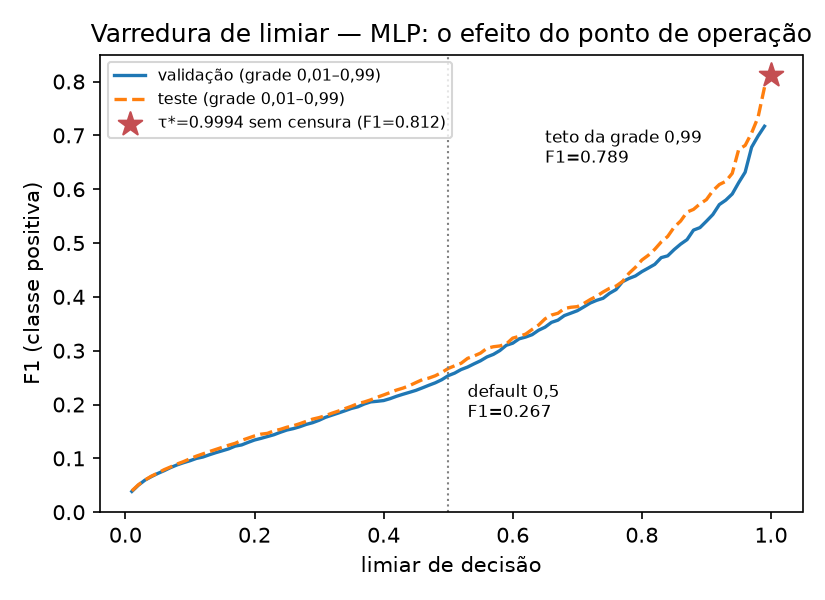 Varredura de limiar — MLP: o efeito do ponto de operação
validação (grade 0,01–0,99)
teste (grade 0,01–0,99)
τ*=0.9994 sem censura (F1=0.812)
teto da grade 0,99
F1=0.789
default 0,5
F1=0.267
F1 (classe positiva)
0.8
0.7
0.6
0.5
0.4
0.3
0.2
0.1
0.0
0.0 0.2 0.4 0.6 0.8 1.0
limiar de decisão